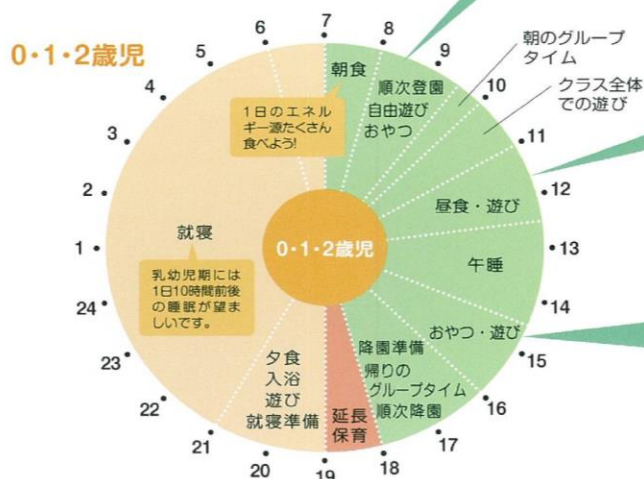 0・1・2歳児
7
8
9
10
11
12
13
14
15
16
17
18
19
20
21
22
23
24
1
2
3
4
5
6
朝食
1日のエネル
ギー源たくさん
食べよう!
順次登園
自由遊び
おやつ
朝のグループ
タイム
クラス全体
での遊び
昼食・遊び
午睡
おやつ・遊び
降園準備
帰りの
グループタイム
順次降園
延長
保育
夕食
入浴
遊び
就寝準備
就寝
乳幼児期には
1日10時間前後
の睡眠が望ま
しいです。
0・1・2歳児